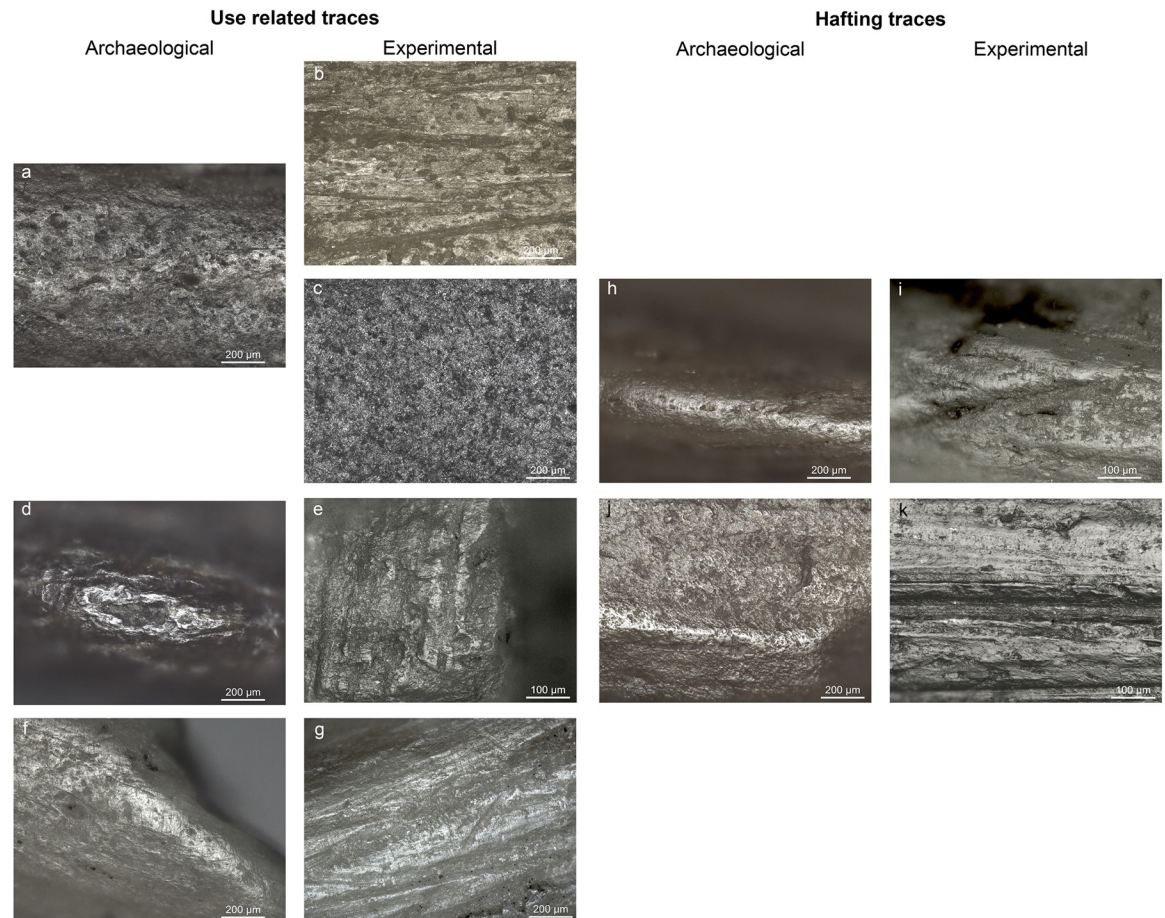 Use related traces
Hafting traces
Archaeological
Experimental
Archaeological
Experimental
b
200 µm
a
200 µm
c
200 µm
h
200 µm
i
100 µm
d
200 µm
e
100 µm
j
200 µm
k
100 µm
f
200 µm
g
200 µm